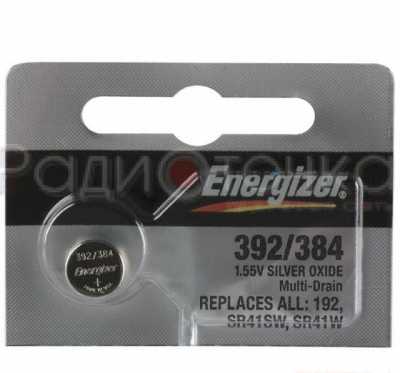 РадиОточка
Energizer
392/384
1.55V SILVER OXIDE
Multi-Drain
REPLACES ALL: 192,
SR41SW, SR41W
392/384
Energizer
+